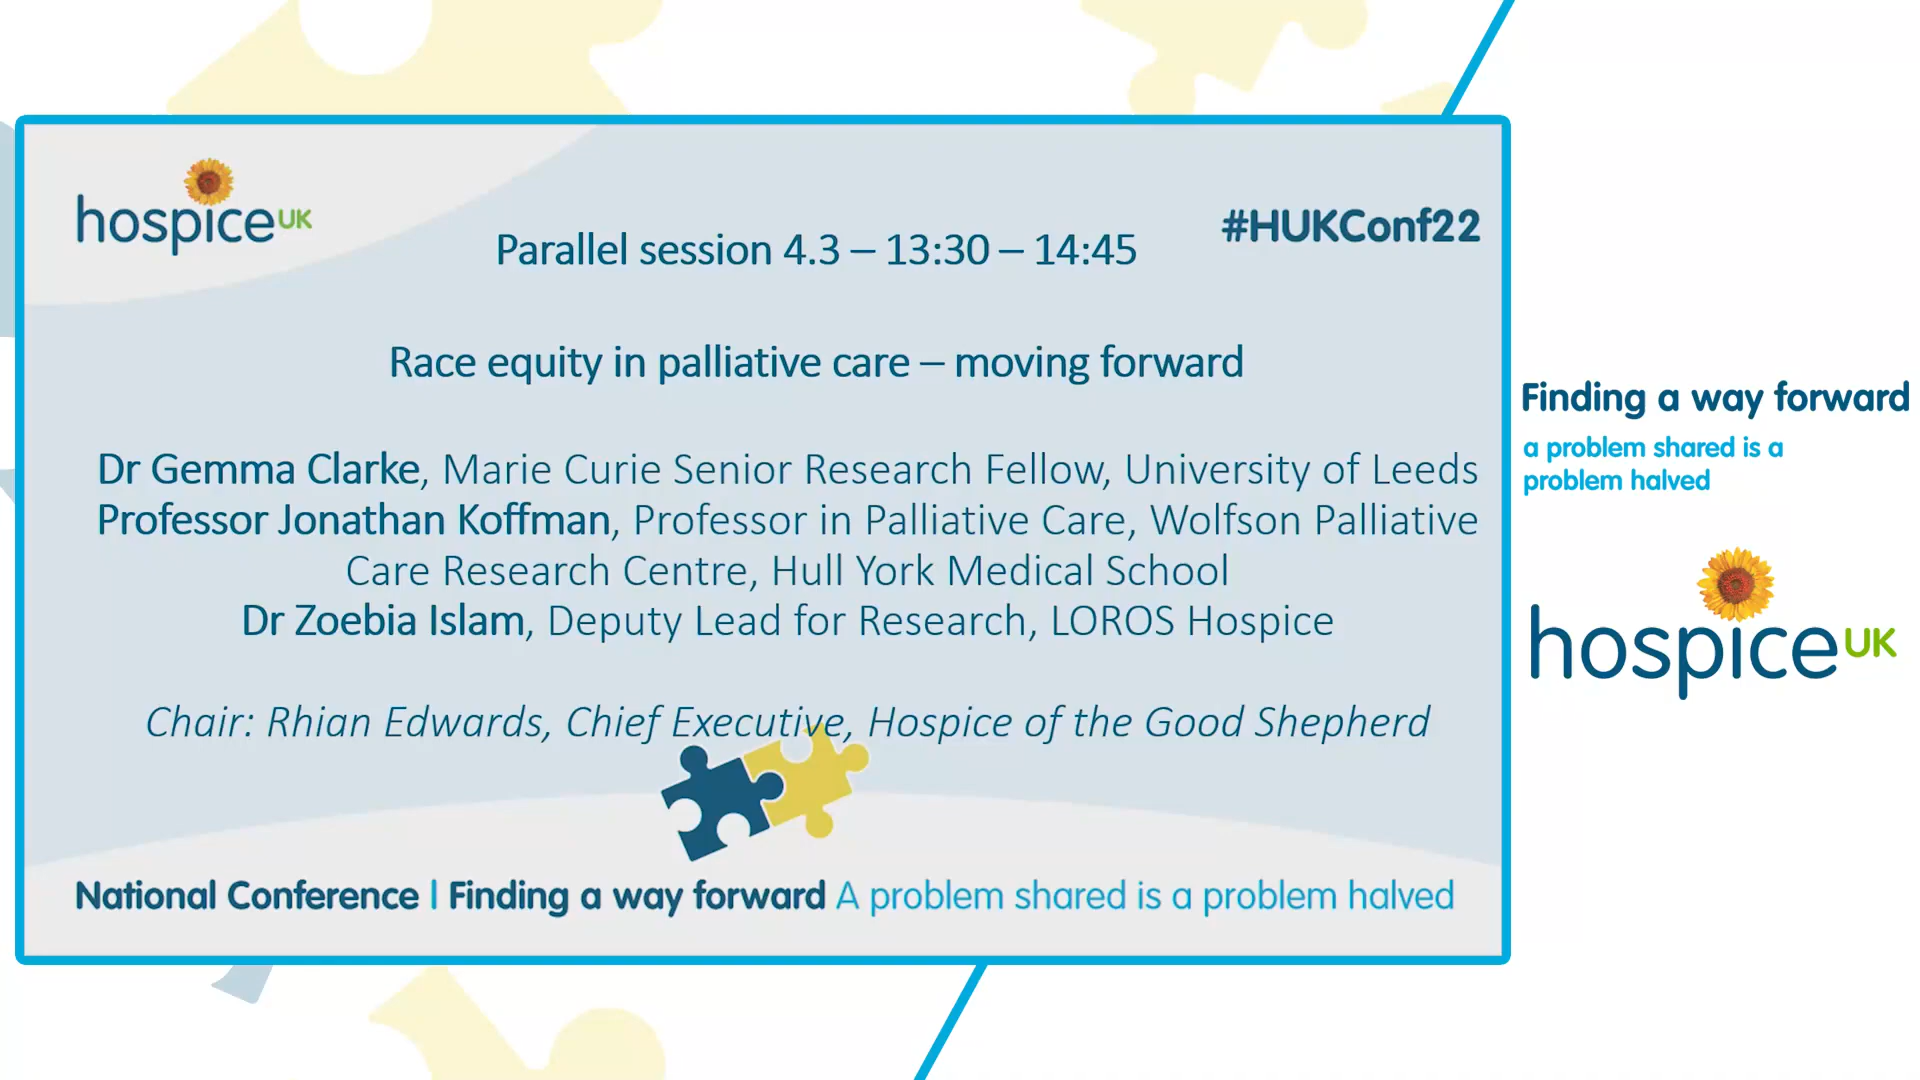 hospice UK
#HUKConf22
Parallel session 4.3 – 13:30 – 14:45
Race equity in palliative care – moving forward
Dr Gemma Clarke, Marie Curie Senior Research Fellow, University of Leeds
Professor Jonathan Koffman, Professor in Palliative Care, Wolfson Palliative
Care Research Centre, Hull York Medical School
Dr Zoebia Islam, Deputy Lead for Research, LOROS Hospice
Chair: Rhian Edwards, Chief Executive, Hospice of the Good Shepherd
National Conference | Finding a way forward A problem shared is a problem halved
Finding a way forward
a problem shared is a
problem halved
hospice UK